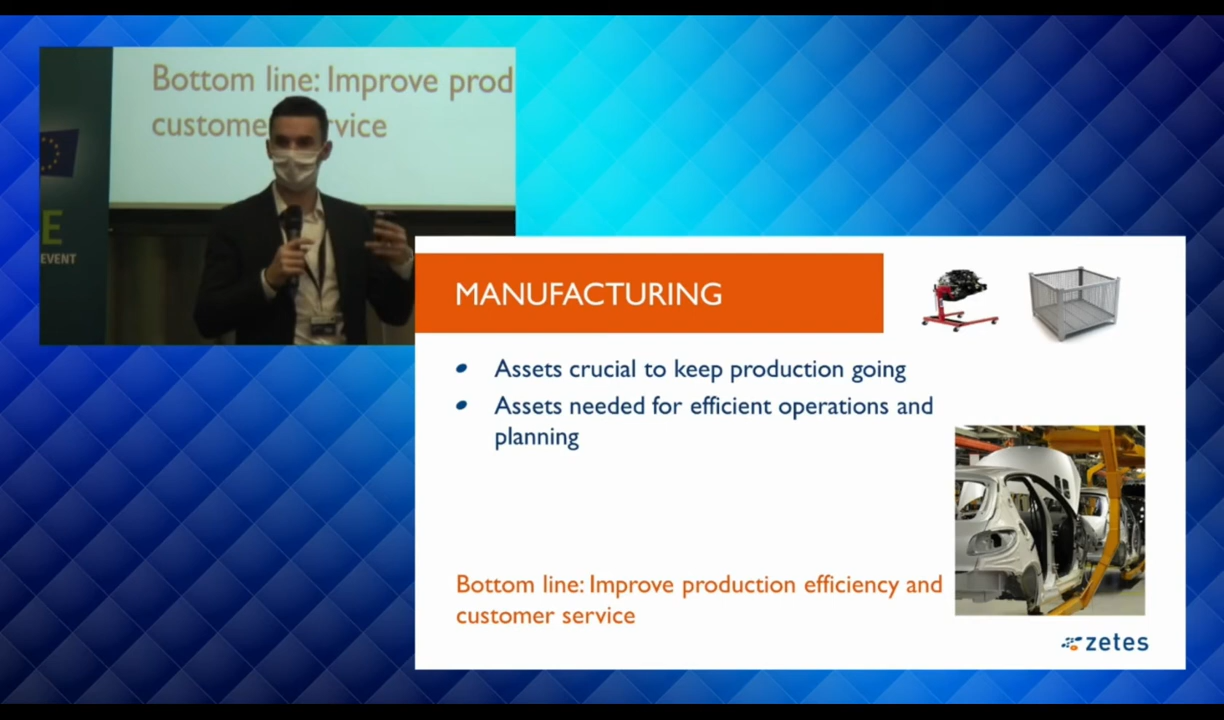 Bottom line: Improve prod
custome rvice
E
EVENT
MANUFACTURING
• Assets crucial to keep production going
• Assets needed for efficient operations and
planning
Bottom line: Improve production efficiency and
customer service
zetes